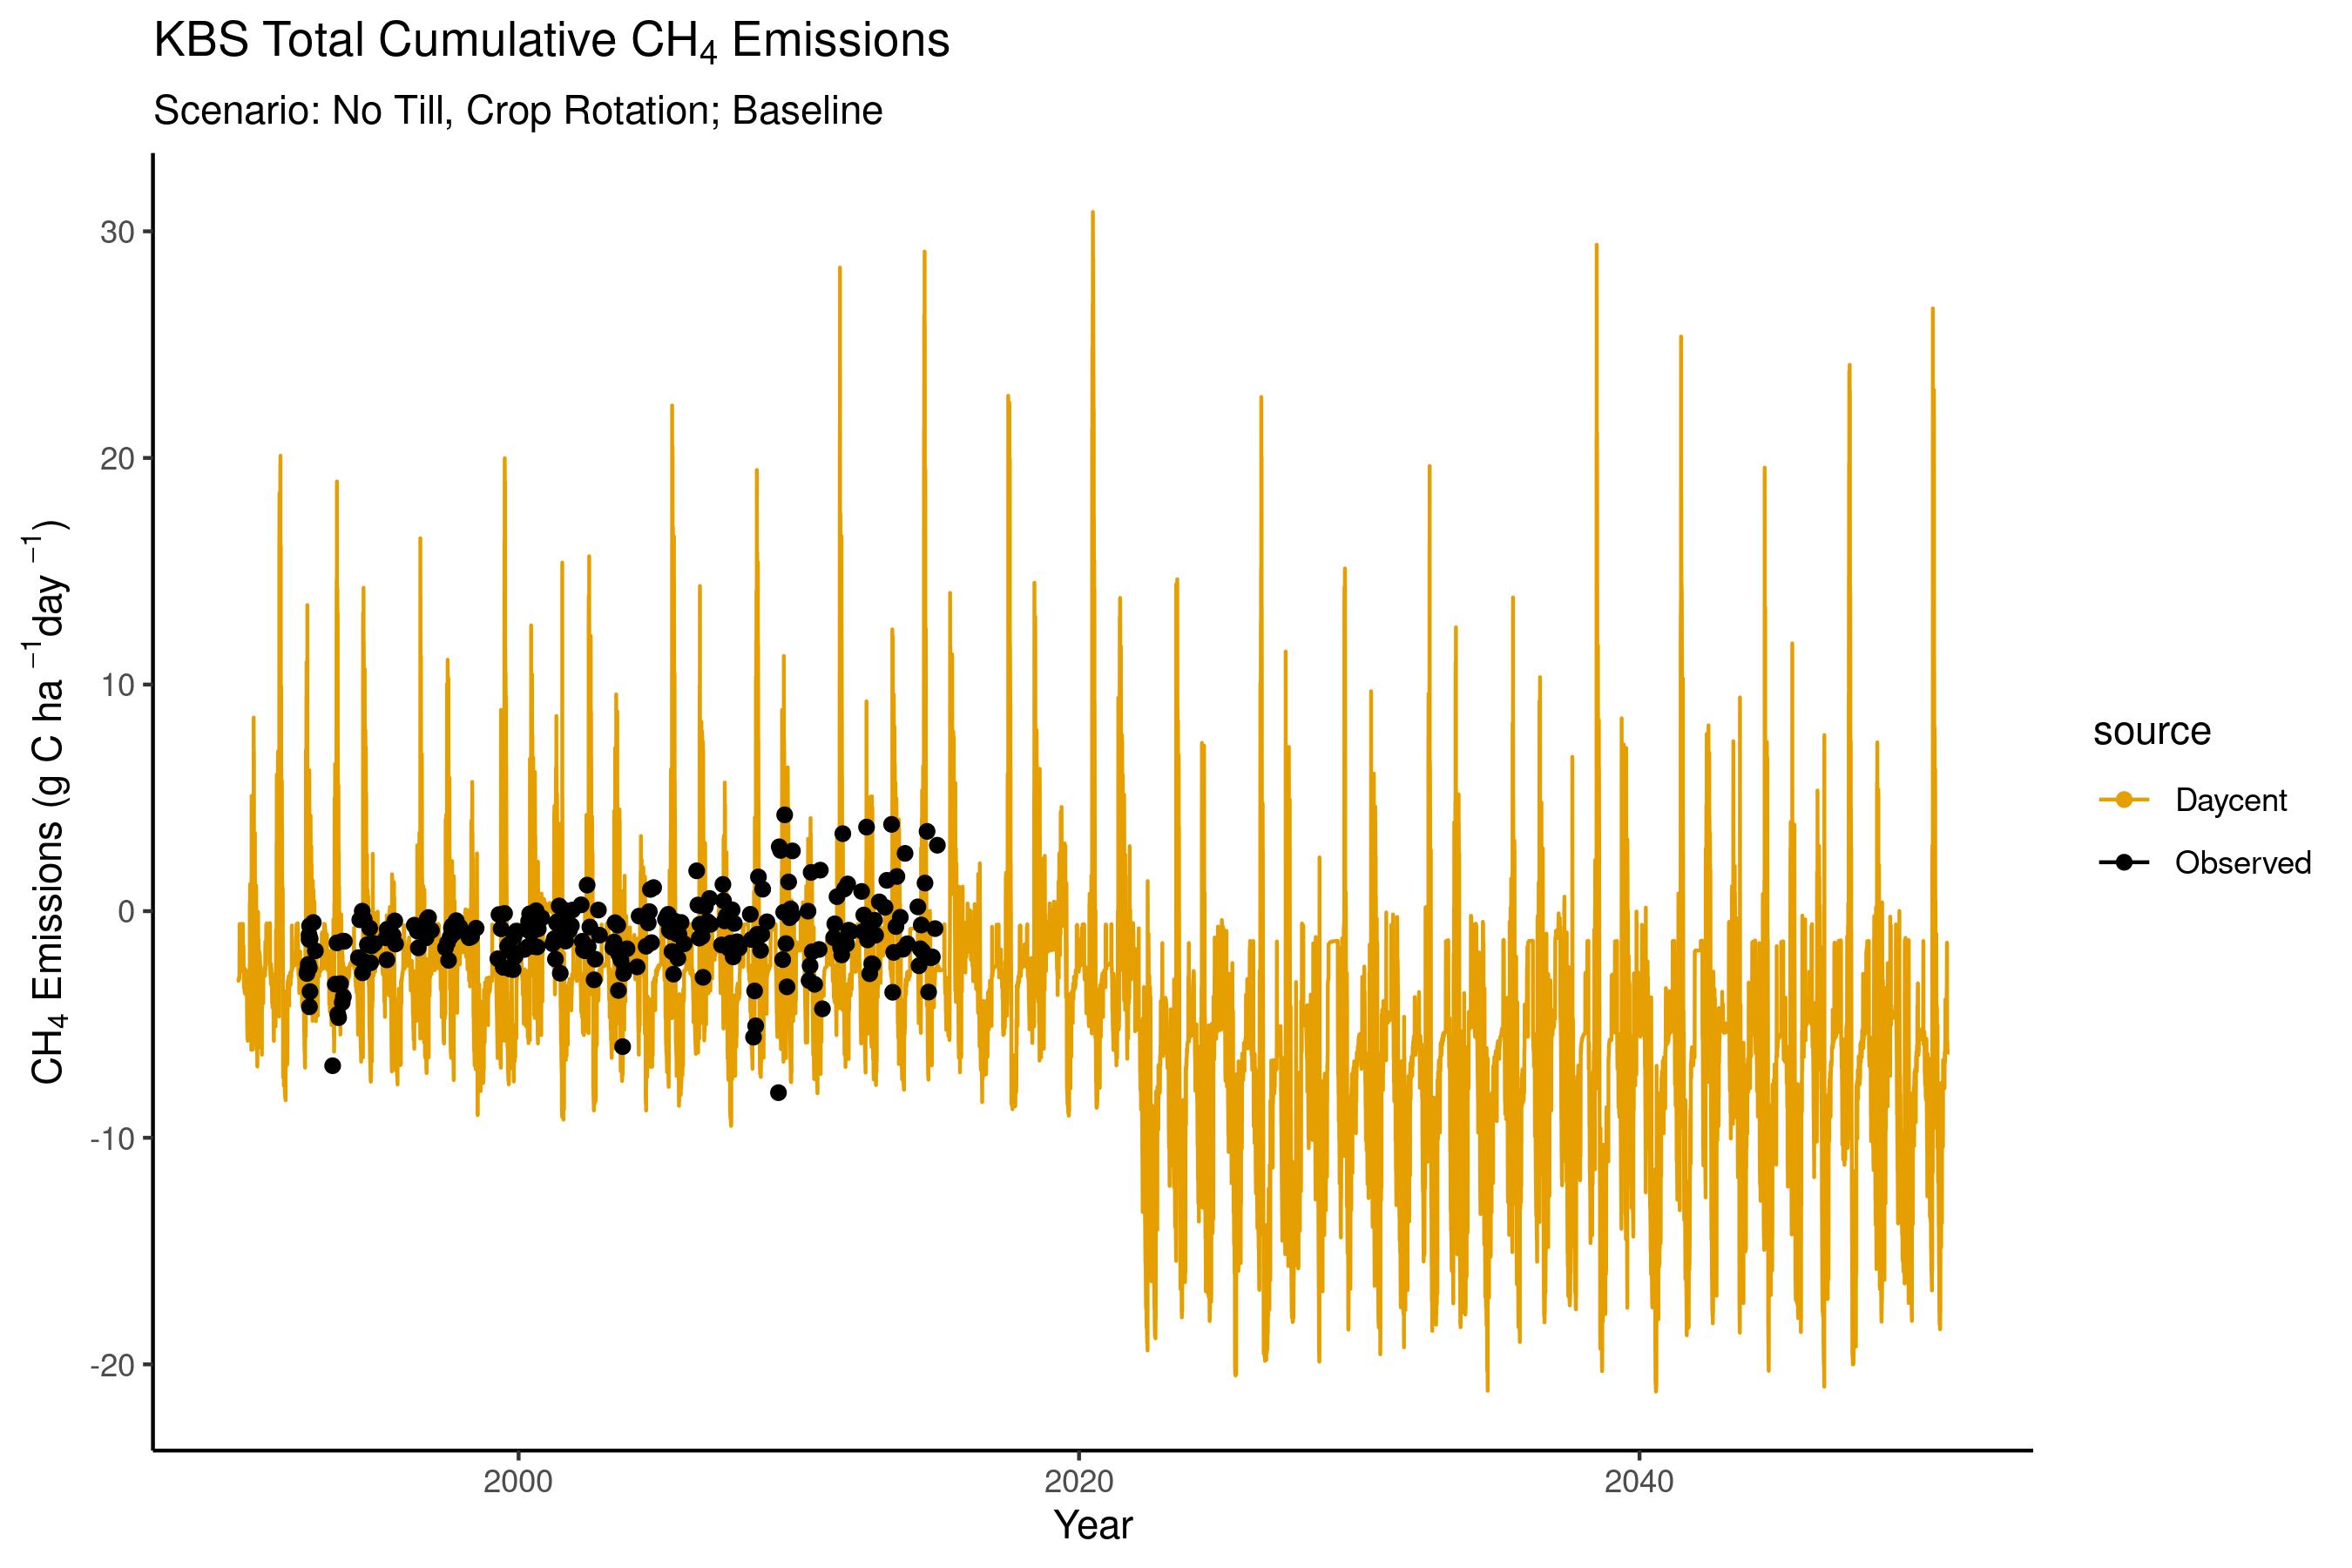 KBS Total Cumulative CH₄ Emissions
Scenario: No Till, Crop Rotation; Baseline
CH₄ Emissions (g C ha ⁻¹day ⁻¹)
30
20
10
0
-10
-20
2000
2020
2040
Year
source
Daycent
Observed